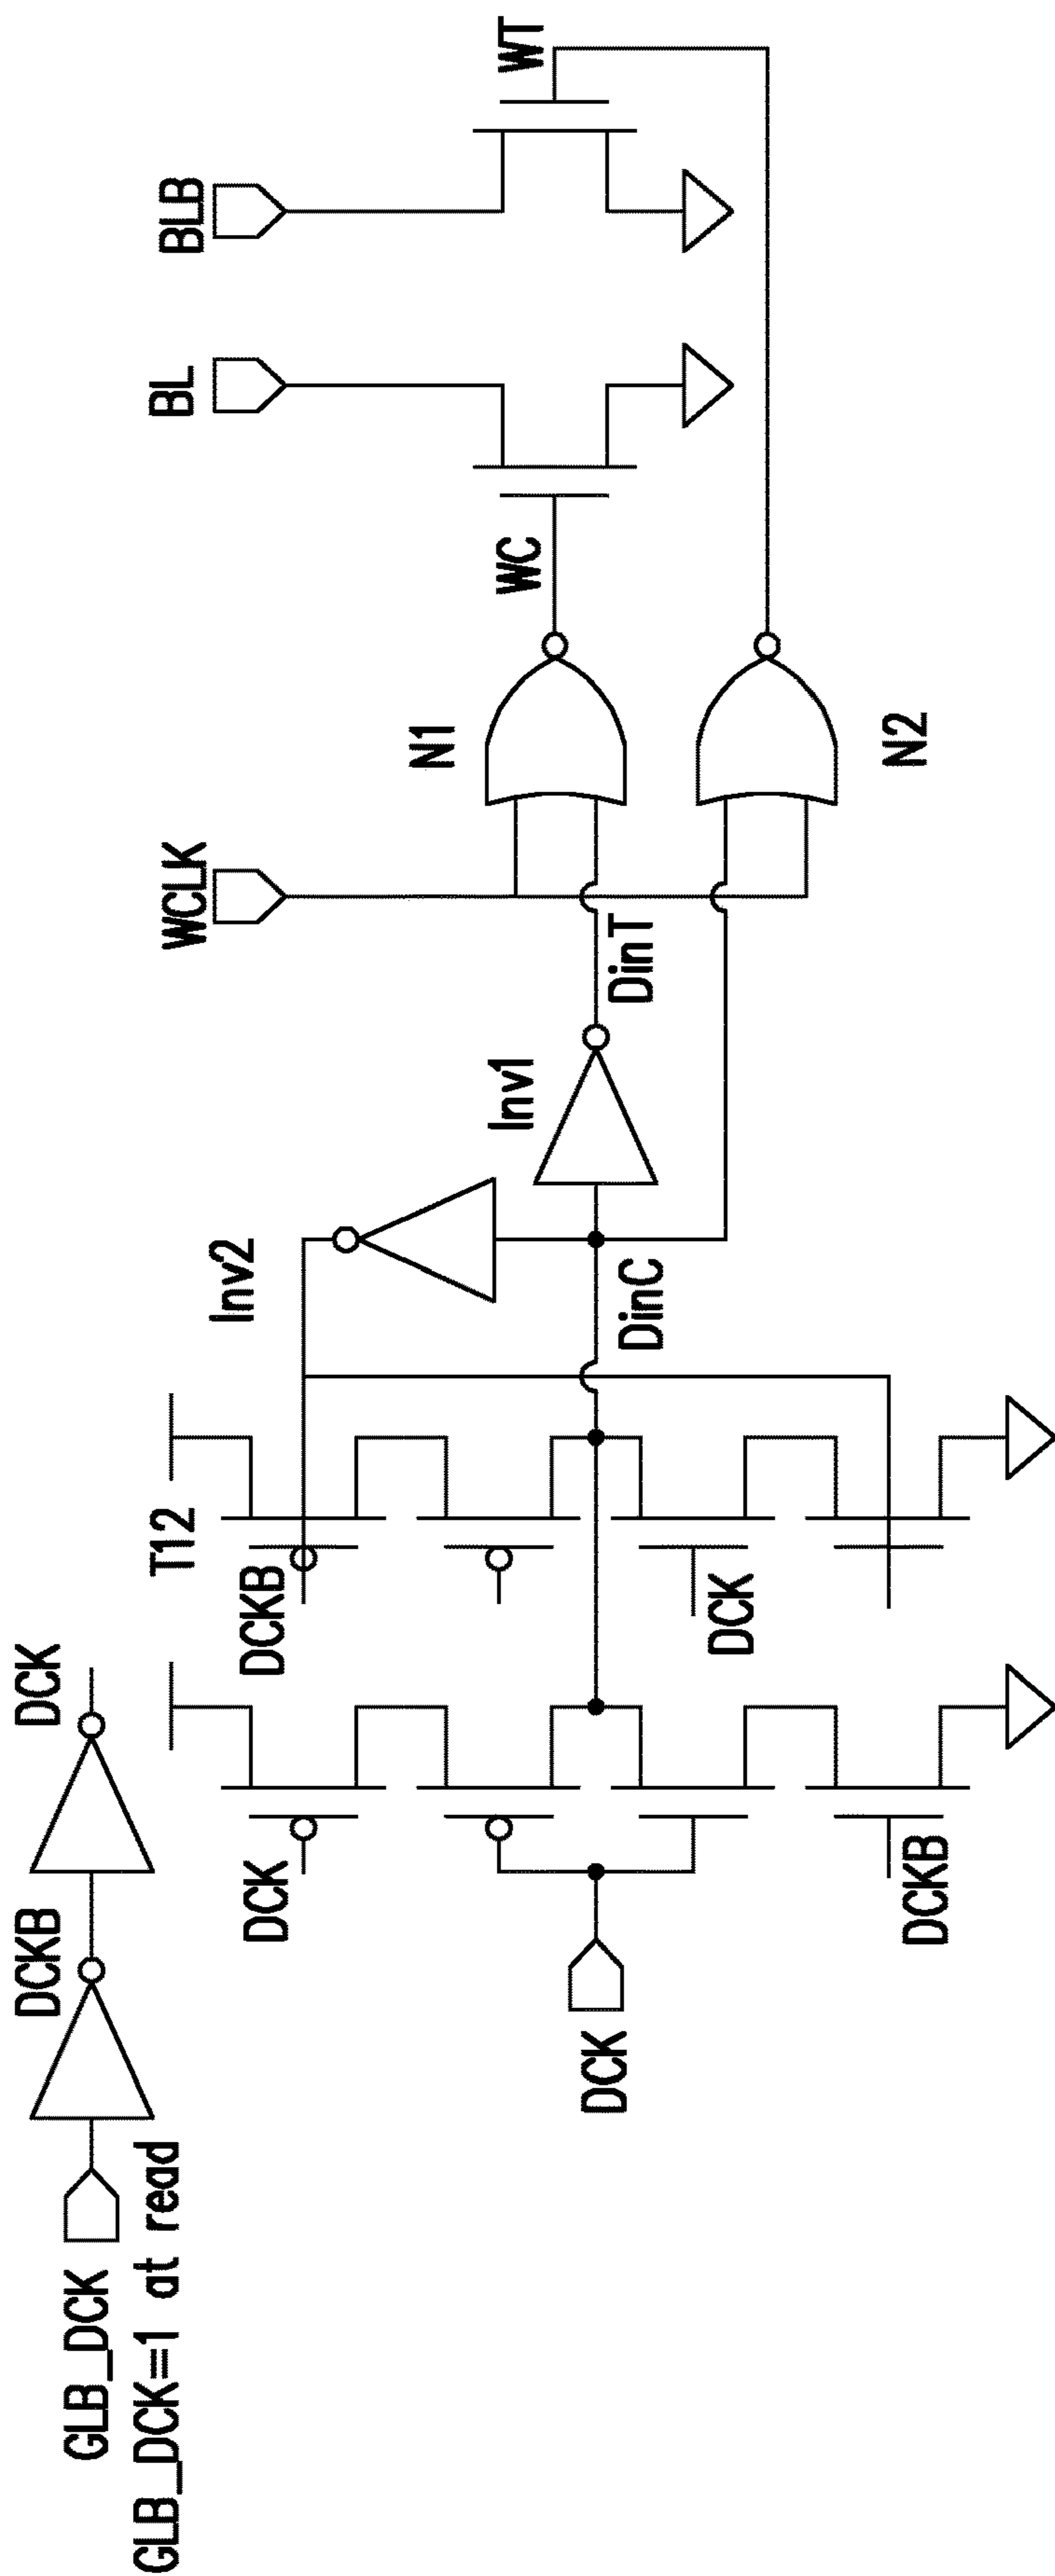 GLB_DCK
GLB_DCK=1 at read
DCKB
DCK
DCK
DCK
DCKB
T12
DCKB
DCK
Inv2
DinC
Inv1
DinT
WCLK
N1
N2
WC
BL
BLB
WT